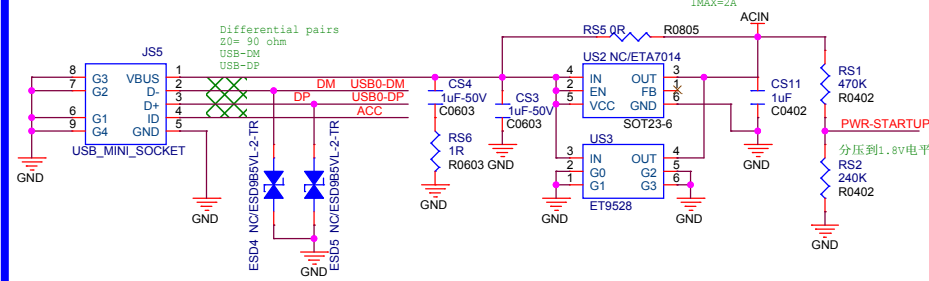 IMAX=2A
ACIN
Differential pairs
Z0= 90 ohm
USB-DM
USB-DP
RS5 0R R0805
JS5
US2 NC/ETA7014
8 G3 VBUS 1
7 G2 D- 2
D+ 3
6 G1 ID 4
9 G4 GND 5
USB_MINI_SOCKET
DM USB0-DM
DP USB0-DP
ACC
CS4
1uF-50V
C0603
CS3
1uF-50V
C0603
4 IN OUT 3
2 EN FB 1
5 VCC GND 6
SOT23-6
CS11
1uF
C0402
RS1
470K
R0402
PWR-STARTUP
分压到1.8V电平
RS6
1R
R0603
US3
3 IN OUT 4
2 G0 G2 5
1 G1 G3 6
ET9528
RS2
240K
R0402
GND
GND
GND
GND
GND
GND
GND
GND
GND
ESD4 NC/ESD9B5VL-2-TR
ESD5 NC/ESD9B5VL-2-TR